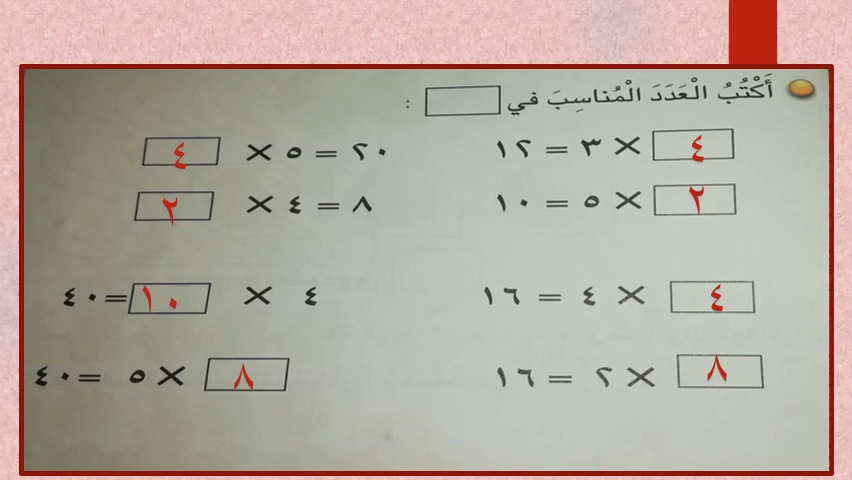 أَكْتُبُ الْعَدَدَ الْمُناسِبَ في :
٤ × ٣ = ١٢
٢٠ = ٥ × ٤
٢ × ٥ = ١٠
٨ = ٤ × ٢
٤ × ٤ = ١٦
٤ × ١٠ = ٤٠
٨ × ٢ = ١٦
٨ × ٥ = ٤٠